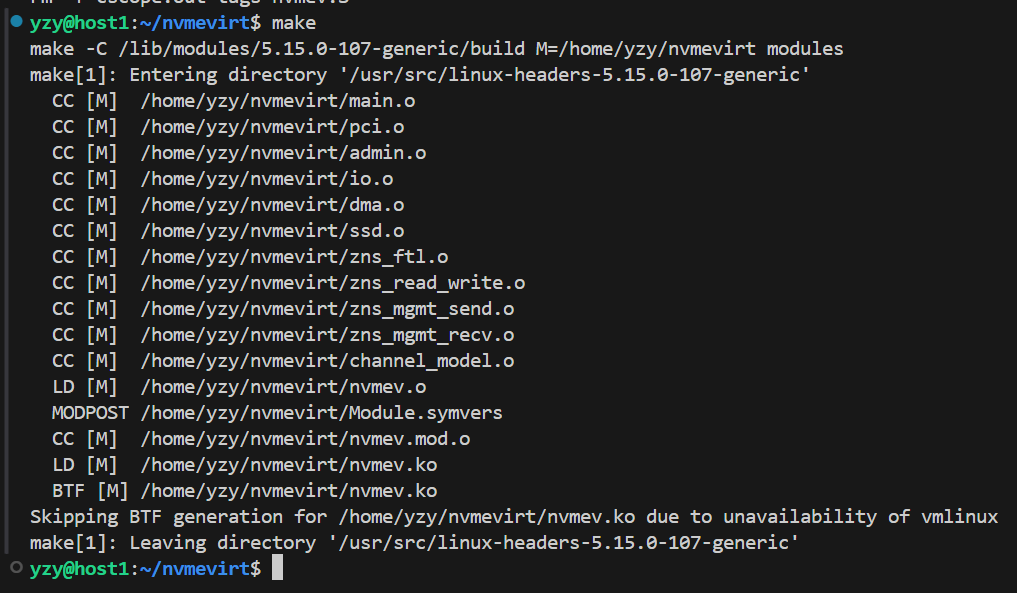 yzy@host1:~/nvmevirt$ make
make -C /lib/modules/5.15.0-107-generic/build M=/home/yzy/nvmevirt modules
make[1]: Entering directory '/usr/src/linux-headers-5.15.0-107-generic'
  CC [M]  /home/yzy/nvmevirt/main.o
  CC [M]  /home/yzy/nvmevirt/pci.o
  CC [M]  /home/yzy/nvmevirt/admin.o
  CC [M]  /home/yzy/nvmevirt/io.o
  CC [M]  /home/yzy/nvmevirt/dma.o
  CC [M]  /home/yzy/nvmevirt/ssd.o
  CC [M]  /home/yzy/nvmevirt/zns_ftl.o
  CC [M]  /home/yzy/nvmevirt/zns_read_write.o
  CC [M]  /home/yzy/nvmevirt/zns_mgmt_send.o
  CC [M]  /home/yzy/nvmevirt/zns_mgmt_recv.o
  CC [M]  /home/yzy/nvmevirt/channel_model.o
  LD [M]  /home/yzy/nvmevirt/nvmev.o
  MODPOST /home/yzy/nvmevirt/Module.symvers
  CC [M]  /home/yzy/nvmevirt/nvmev.mod.o
  LD [M]  /home/yzy/nvmevirt/nvmev.ko
  BTF [M] /home/yzy/nvmevirt/nvmev.ko
Skipping BTF generation for /home/yzy/nvmevirt/nvmev.ko due to unavailability of vmlinux
make[1]: Leaving directory '/usr/src/linux-headers-5.15.0-107-generic'
yzy@host1:~/nvmevirt$